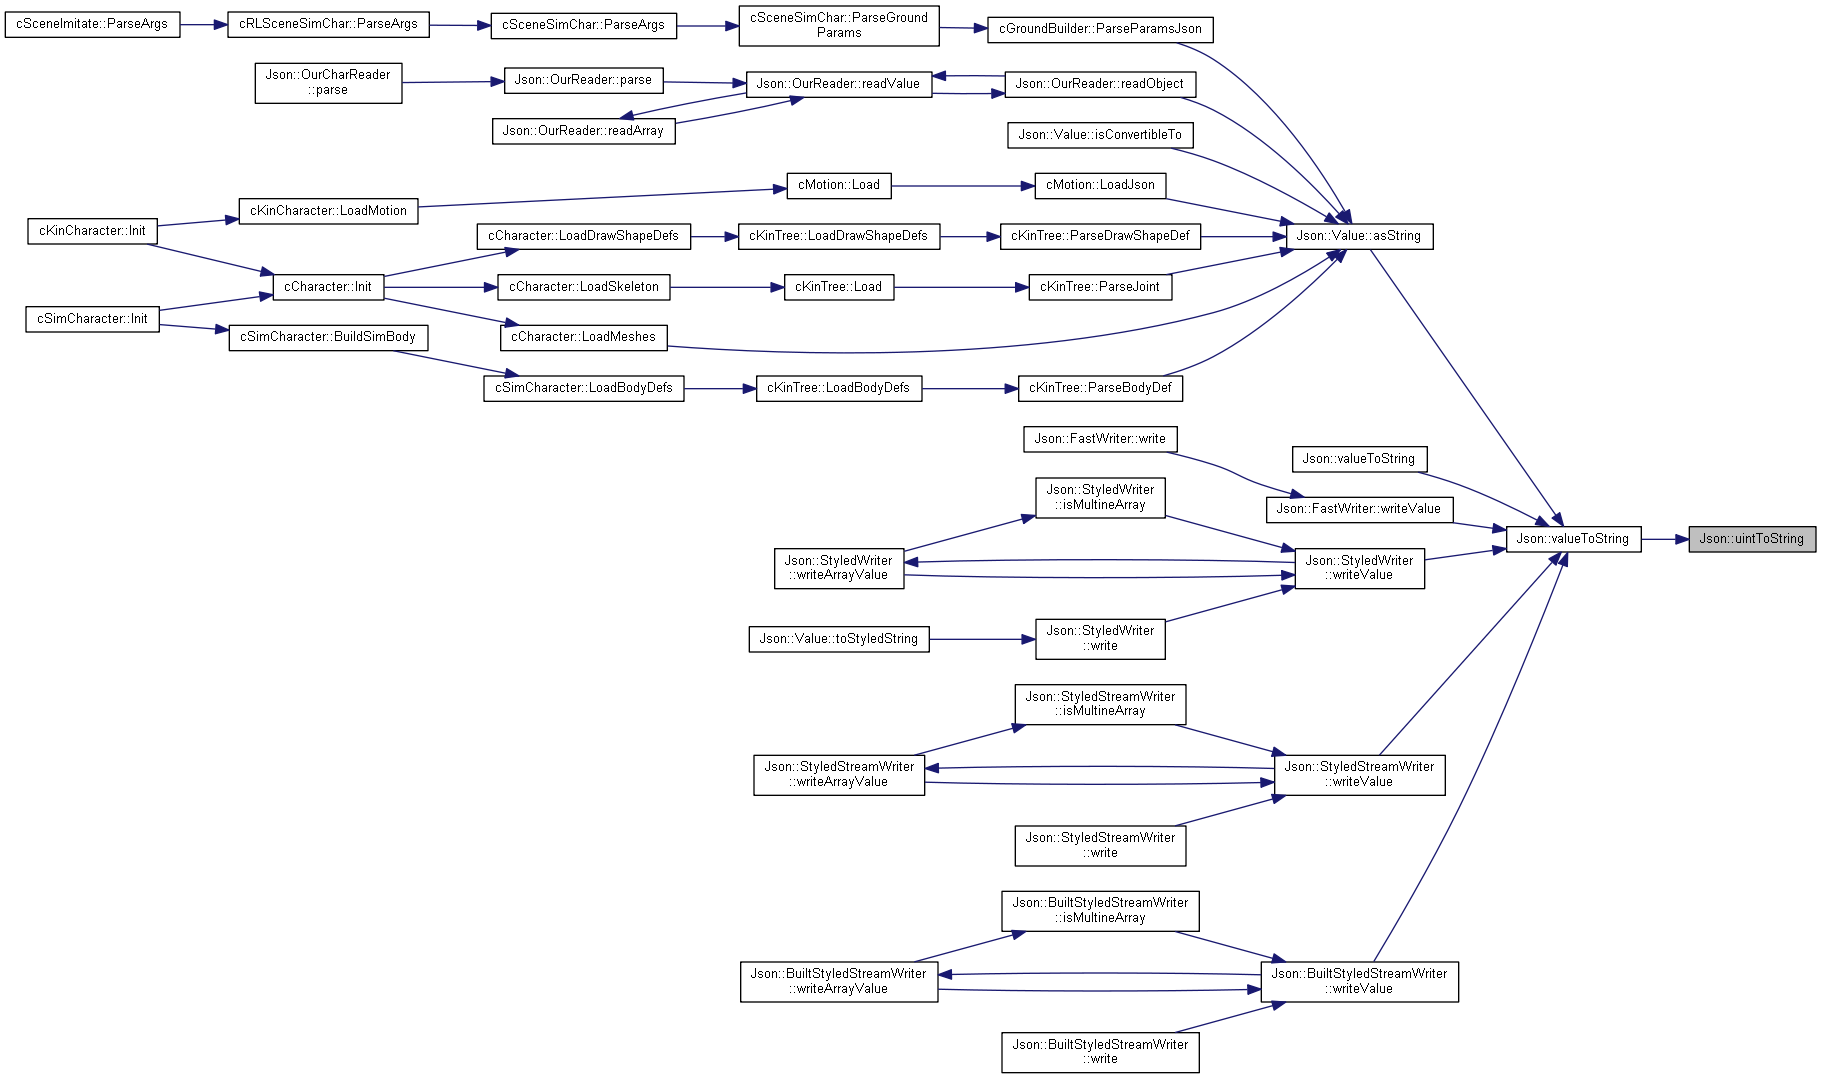 cSceneImitate::ParseArgs
cRLSceneSimChar::ParseArgs
cSceneSimChar::ParseArgs
cSceneSimChar::ParseGround
Params
cGroundBuilder::ParseParamsJson
Json::OurCharReader
::parse
Json::OurReader::parse
Json::OurReader::readValue
Json::OurReader::readObject
Json::OurReader::readArray
Json::Value::isConvertibleTo
cMotion::Load
cMotion::LoadJson
cKinCharacter::LoadMotion
cKinCharacter::Init
cCharacter::LoadDrawShapeDefs
cKinTree::LoadDrawShapeDefs
cKinTree::ParseDrawShapeDef
Json::Value::asString
cCharacter::Init
cCharacter::LoadSkeleton
cKinTree::Load
cKinTree::ParseJoint
cSimCharacter::Init
cSimCharacter::BuildSimBody
cCharacter::LoadMeshes
cSimCharacter::LoadBodyDefs
cKinTree::LoadBodyDefs
cKinTree::ParseBodyDef
Json::FastWriter::write
Json::valueToString
Json::StyledWriter
::isMultineArray
Json::FastWriter::writeValue
Json::valueToString
Json::uintToString
Json::StyledWriter
::writeArrayValue
Json::StyledWriter
::writeValue
Json::Value::toStyledString
Json::StyledWriter
::write
Json::StyledStreamWriter
::isMultineArray
Json::StyledStreamWriter
::writeArrayValue
Json::StyledStreamWriter
::writeValue
Json::StyledStreamWriter
::write
Json::BuiltStyledStreamWriter
::isMultineArray
Json::BuiltStyledStreamWriter
::writeArrayValue
Json::BuiltStyledStreamWriter
::writeValue
Json::BuiltStyledStreamWriter
::write